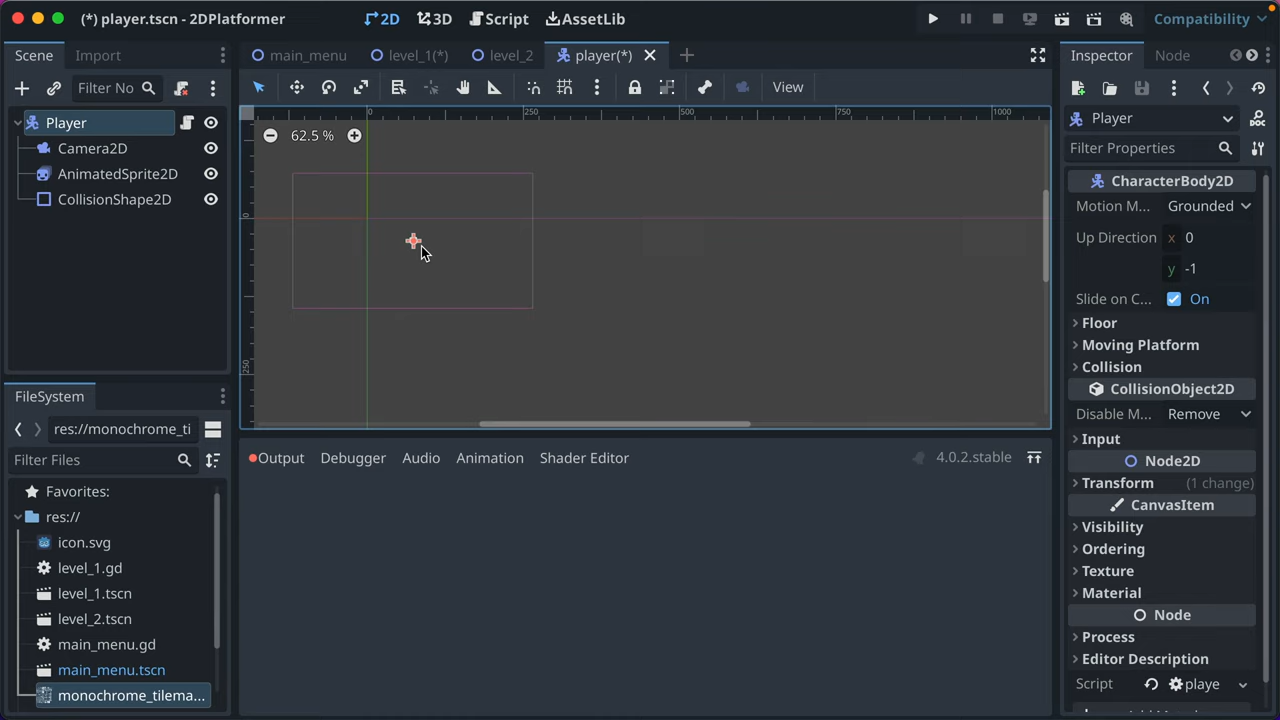 (*) player.tscn - 2DPlatformer
2D
3D
Script
AssetLib
Compatibility
Scene
Import
main_menu
level_1(*)
level_2
player(*)
Inspector
Node
Filter No
View
Player
Camera2D
AnimatedSprite2D
CollisionShape2D
0
250
500
750
1000
62.5 %
0
250
Player
Filter Properties
CharacterBody2D
Motion M...
Grounded
Up Direction
x
0
y
-1
Slide on C...
On
Floor
Moving Platform
Collision
CollisionObject2D
Disable M...
Remove
Input
Node2D
Transform
(1 change)
CanvasItem
Visibility
Ordering
Texture
Material
Node
Process
Editor Description
Script
playe
FileSystem
res://monochrome_ti
Filter Files
Favorites:
res://
icon.svg
level_1.gd
level_1.tscn
level_2.tscn
main_menu.gd
main_menu.tscn
monochrome_tilema...
Output
Debugger
Audio
Animation
Shader Editor
4.0.2.stable